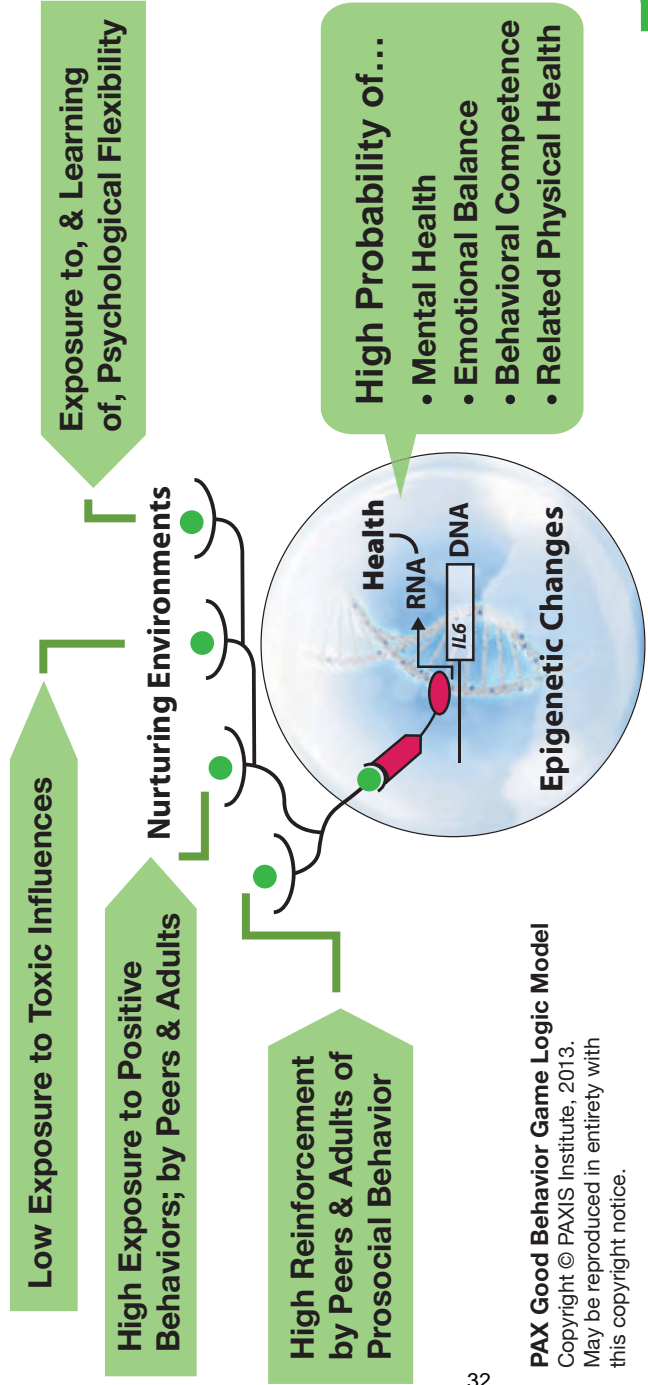 Low Exposure to Toxic Influences
High Exposure to Positive
Behaviors; by Peers & Adults
High Reinforcement
by Peers & Adults of
Prosocial Behavior
Exposure to, & Learning
of, Psychological Flexibility
Nurturing Environments
Health
RNA
IL6
DNA
Epigenetic Changes
High Probability of...
• Mental Health
• Emotional Balance
• Behavioral Competence
• Related Physical Health
PAX Good Behavior Game Logic Model
Copyright © PAXIS Institute, 2013.
May be reproduced in entirety with
this copyright notice.
32